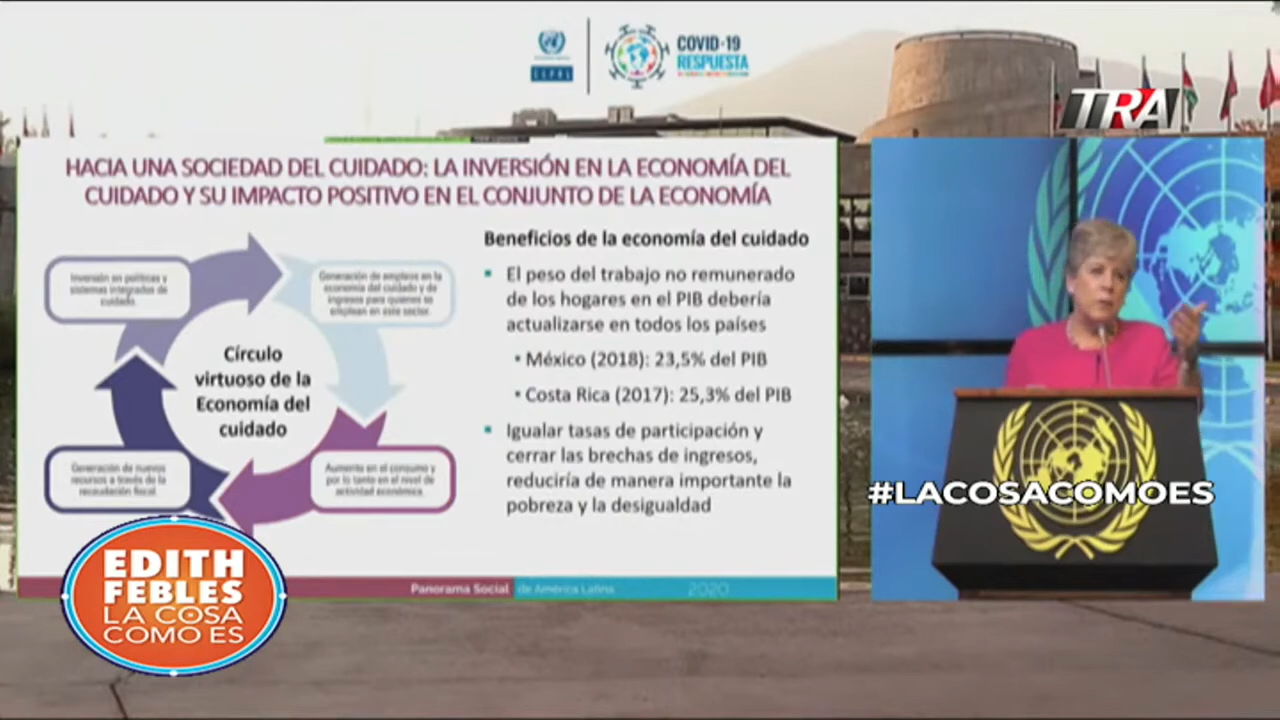 CEPAL
COVID-19
RESPUESTA
TRA
HACIA UNA SOCIEDAD DEL CUIDADO: LA INVERSIÓN EN LA ECONOMÍA DEL
CUIDADO Y SU IMPACTO POSITIVO EN EL CONJUNTO DE LA ECONOMÍA
Inversión en políticas y
sistemas integrados de
cuidado.
Generación de empleos en la
economía del cuidado y de
ingresos para quienes se
emplean en este sector.
Círculo
virtuoso de la
Economía del
cuidado
Generación de nuevos
recursos a través de la
recaudación fiscal.
Aumento en el consumo y
por lo tanto en el nivel de
actividad económica.
Beneficios de la economía del cuidado
▪ El peso del trabajo no remunerado
de los hogares en el PIB debería
actualizarse en todos los países
• México (2018): 23,5% del PIB
• Costa Rica (2017): 25,3% del PIB
▪ Igualar tasas de participación y
cerrar las brechas de ingresos,
reduciría de manera importante la
pobreza y la desigualdad
Panorama Social de América Latina 2020
#LACOSACOMOES
EDITH
FEBLES
LA COSA
COMO ES